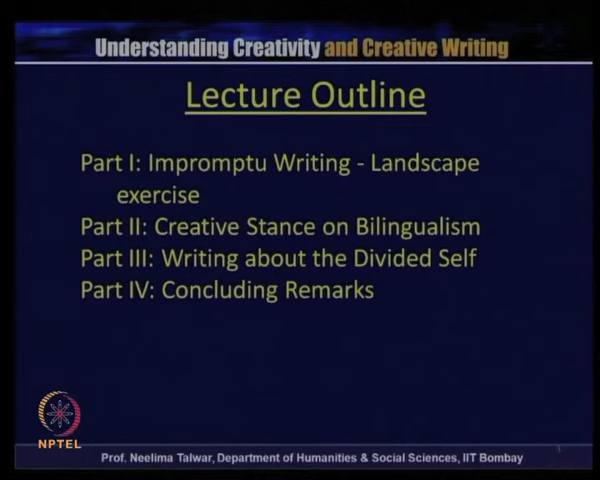 Understanding Creativity and Creative Writing
Lecture Outline
Part I: Impromptu Writing - Landscape
exercise
Part II: Creative Stance on Bilingualism
Part III: Writing about the Divided Self
Part IV: Concluding Remarks
NPTEL
Prof. Neelima Talwar, Department of Humanities & Social Sciences, IIT Bombay
1